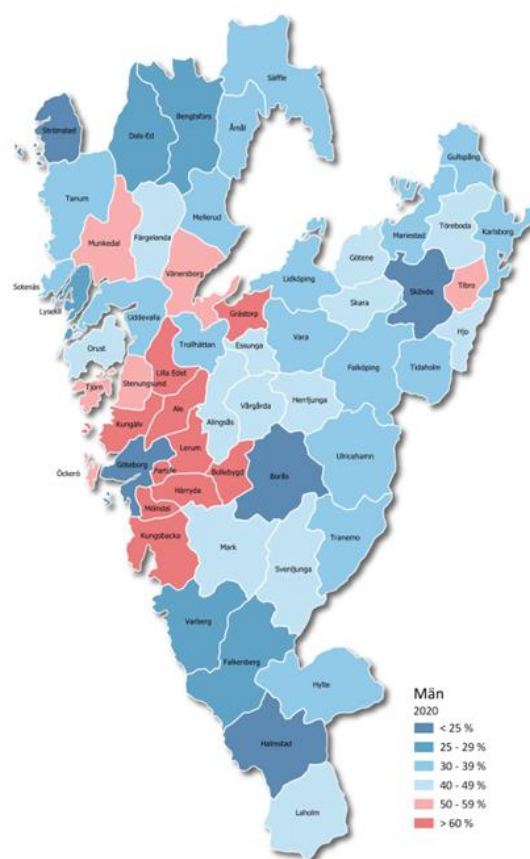 Säffle
Strömstad
Bengtsfors
Dals-Ed
Åmål
Gullspång
Tanum
Mellerud
Töreboda
Karlsborg
Mariestad
Munkedal
Färgelanda
Götene
Vänersborg
Lidköping
Skövde
Tibro
Sotenäs
Skara
Lysekil
Grästorp
Uddevalla
Hjo
Trollhättan
Vara
Orust
Essunga
Falköping
Tidaholm
Lilla Edet
Tjörn
Stenungsund
Herrljunga
Vårgårda
Ale
Kungälv
Alingsås
Lerum
Ulricehamn
Göteborg
Partille
Öckerö
Bollebygd
Borås
Härryda
Mölndal
Tranemo
Kungsbacka
Mark
Svenljunga
Varberg
Falkenberg
Hylte
Halmstad
Laholm
Män
2020
< 25 %
25 - 29 %
30 - 39 %
40 - 49 %
50 - 59 %
> 60 %